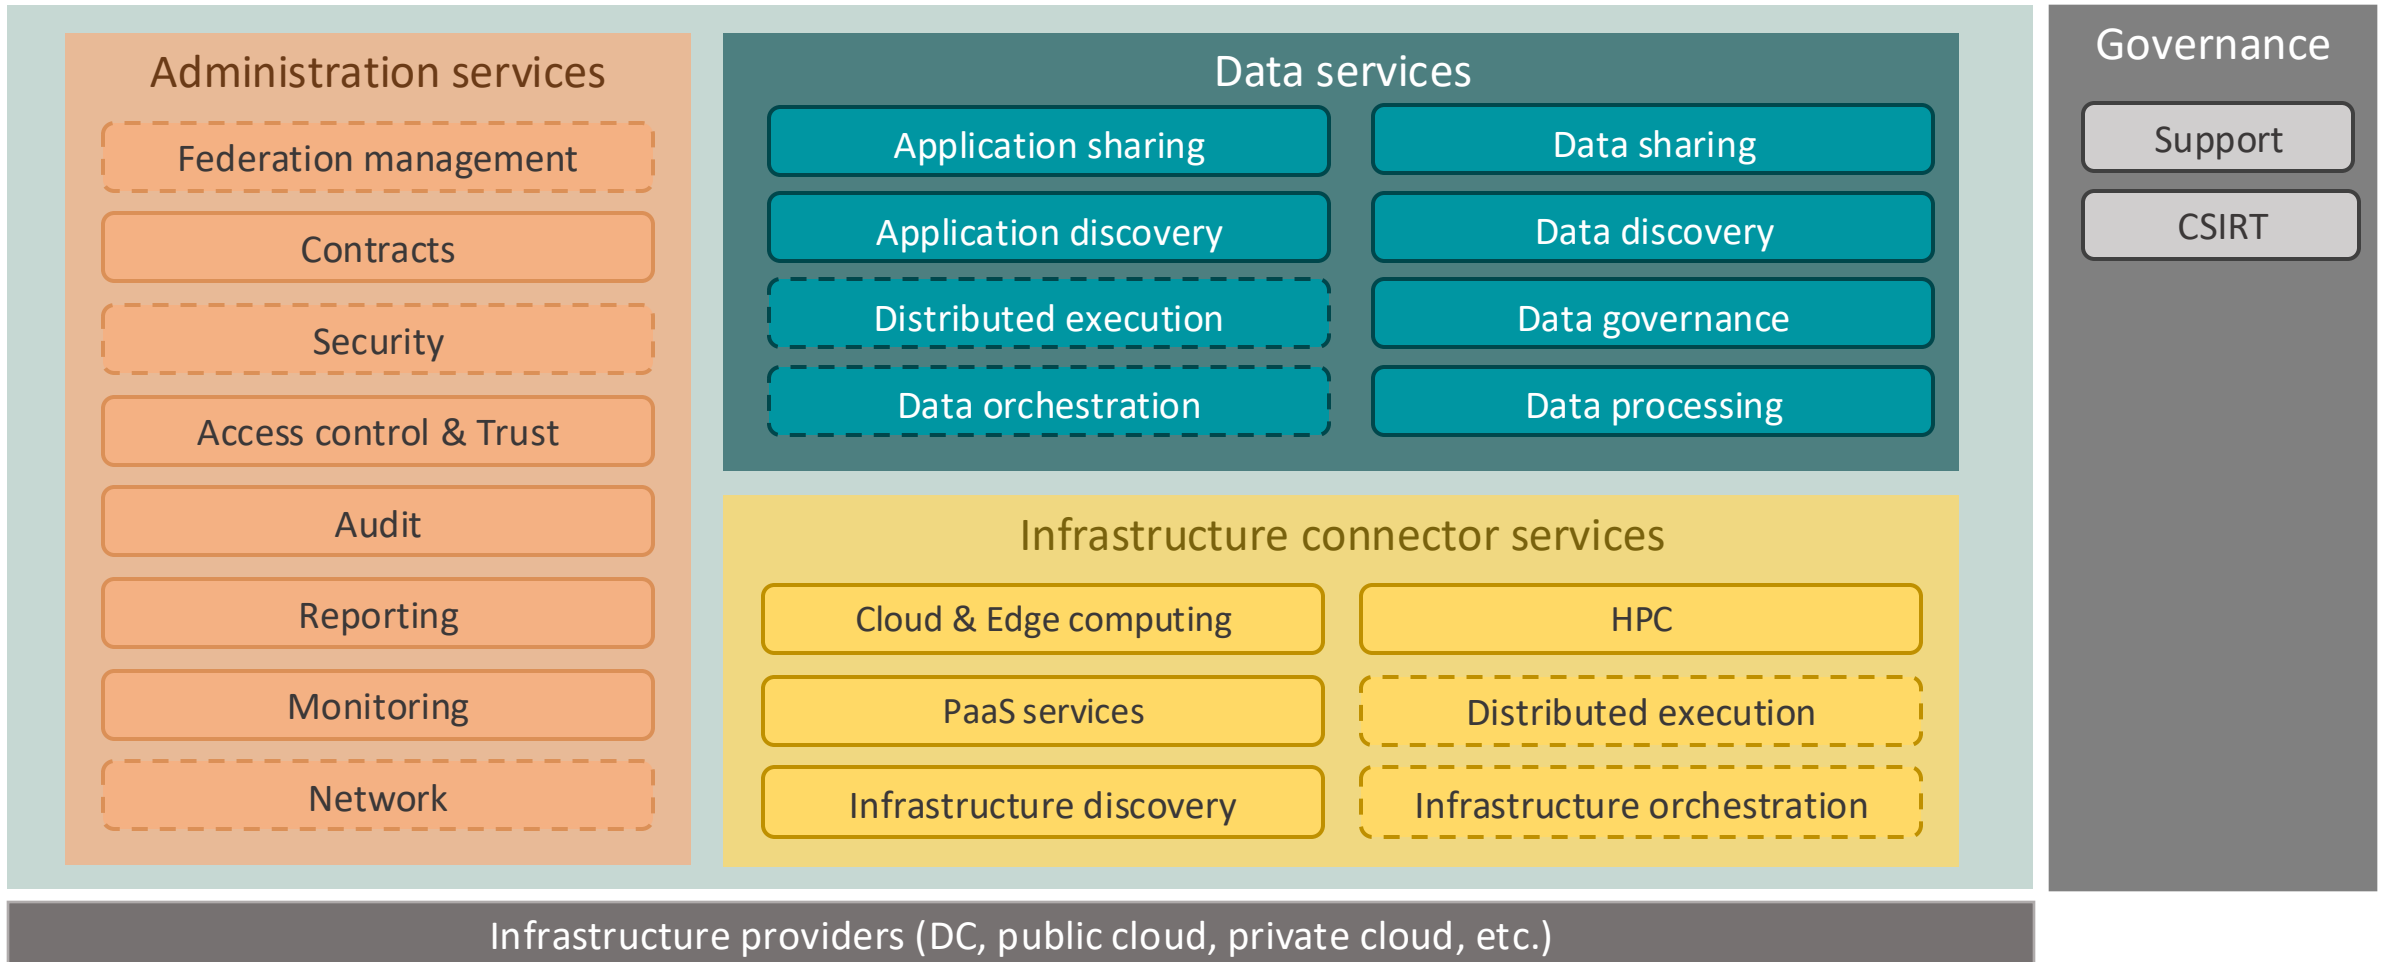 Administration services
Federation management
Contracts
Security
Access control & Trust
Audit
Reporting
Monitoring
Network
Data services
Application sharing
Data sharing
Application discovery
Data discovery
Distributed execution
Data governance
Data orchestration
Data processing
Infrastructure connector services
Cloud & Edge computing
HPC
PaaS services
Distributed execution
Infrastructure discovery
Infrastructure orchestration
Governance
Support
CSIRT
Infrastructure providers (DC, public cloud, private cloud, etc.)